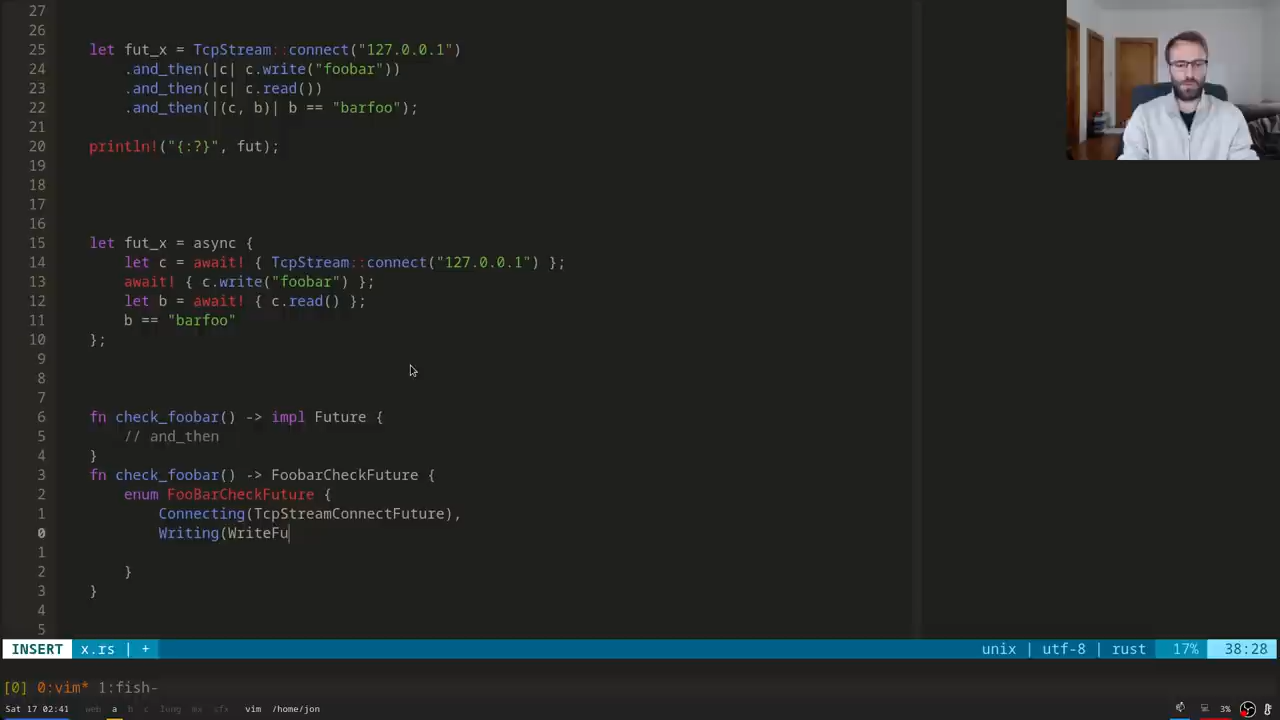 27
26
25 let fut_x = TcpStream::connect("127.0.0.1")
24 .and_then(|c| c.write("foobar"))
23 .and_then(|c| c.read())
22 .and_then(|(c, b)| b == "barfoo");
21
20 println!("{:?}", fut);
19
18
17
16
15 let fut_x = async {
14 let c = await! { TcpStream::connect("127.0.0.1") };
13 await! { c.write("foobar") };
12 let b = await! { c.read() };
11 b == "barfoo"
10 };
9
8
7
6 fn check_foobar() -> impl Future {
5 // and_then
4 }
3 fn check_foobar() -> FoobarCheckFuture {
2 enum FooBarCheckFuture {
1 Connecting(TcpStreamConnectFuture),
0 Writing(WriteFu
1
2 }
3 }
4
5
INSERT x.rs | + unix | utf-8 | rust 17% 38:28
[0] 0:vim* 1:fish-
Sat 17 02:41 web a b c lung mx sfx vim /home/jon 3%